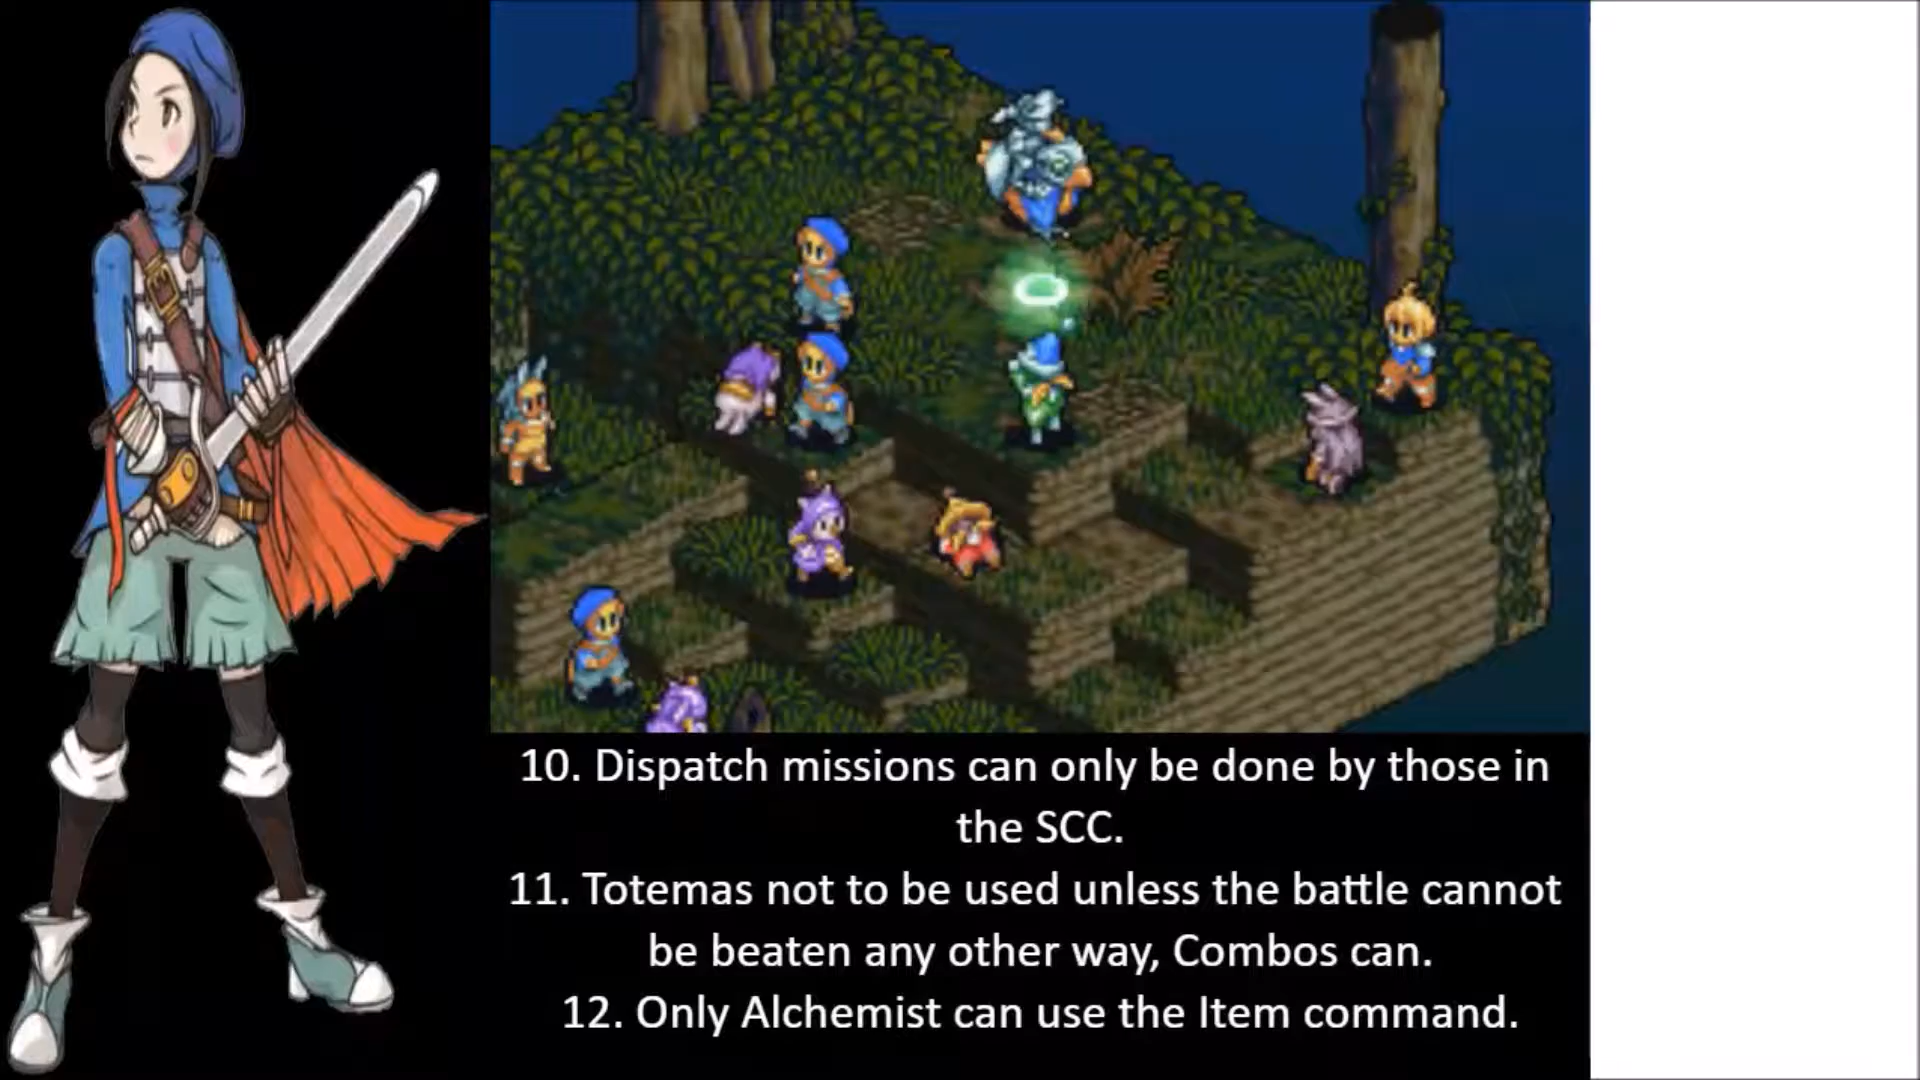 10. Dispatch missions can only be done by those in
the SCC.
11. Totemas not to be used unless the battle cannot
be beaten any other way, Combos can.
12. Only Alchemist can use the Item command.